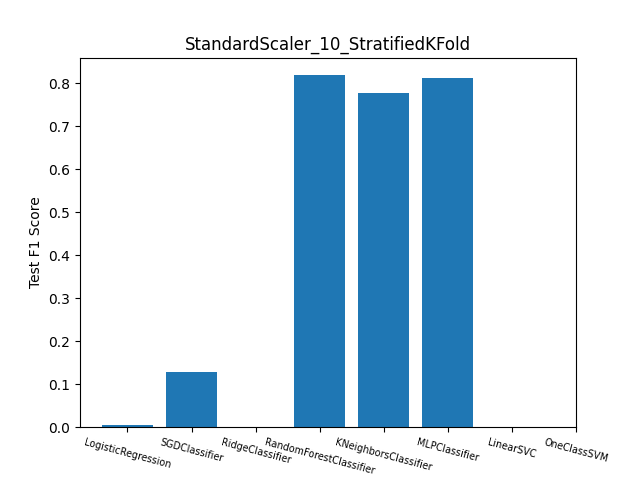 StandardScaler_10_StratifiedKFold
Test F1 Score
0.8
0.7
0.6
0.5
0.4
0.3
0.2
0.1
0.0
LogisticRegression
SGDClassifier
RidgeClassifier
RandomForestClassifier
KNeighborsClassifier
MLPClassifier
LinearSVC
OneClassSVM